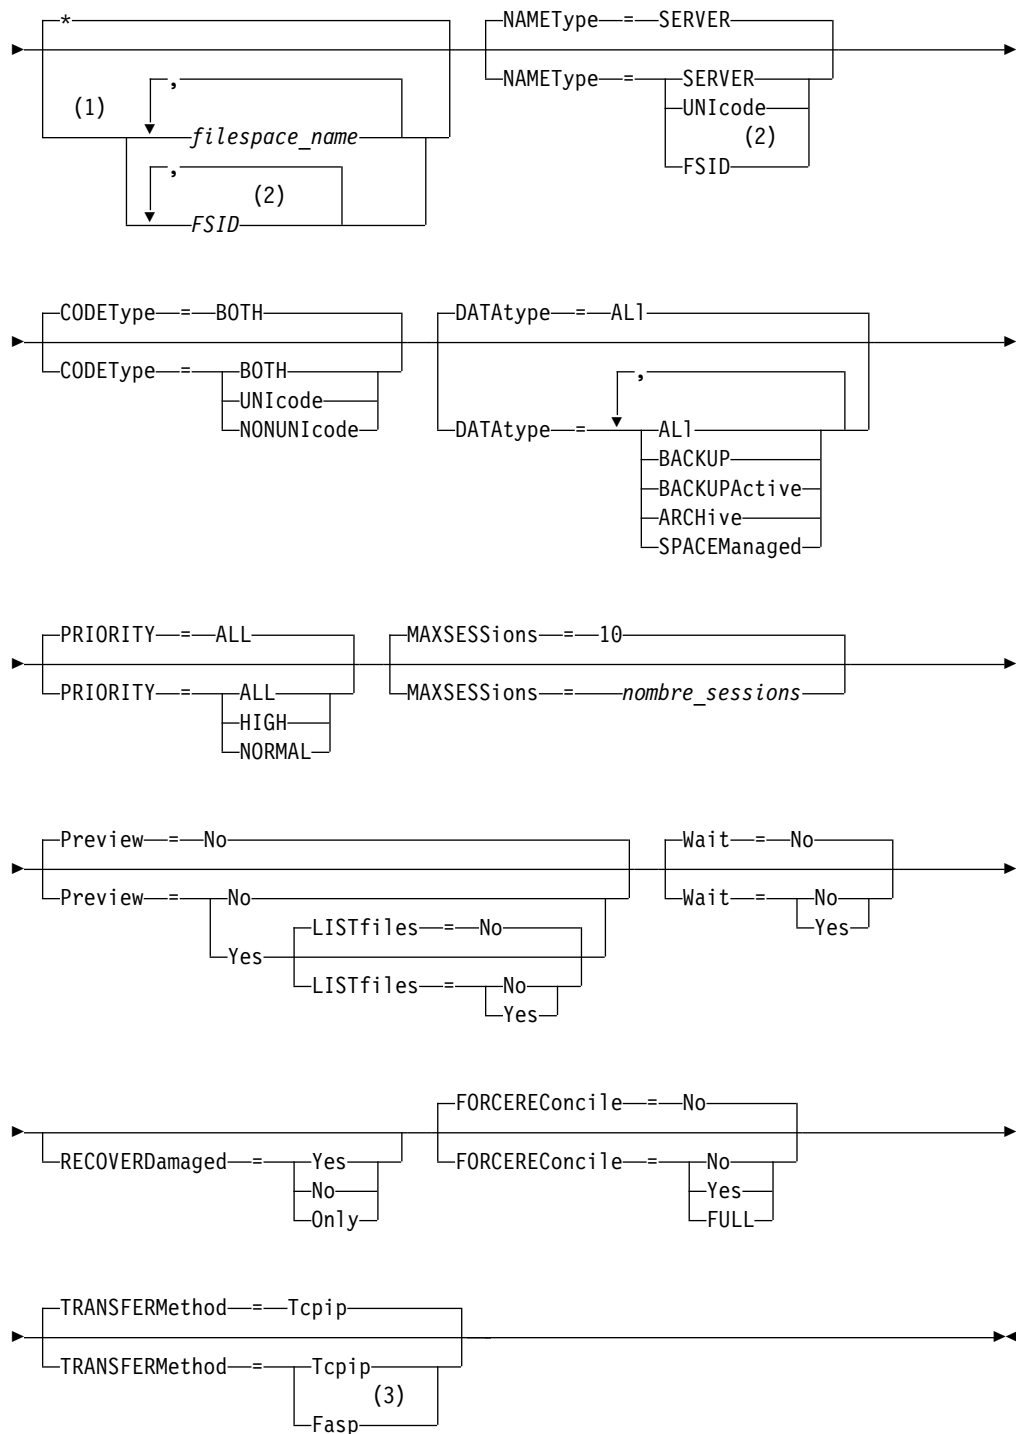 *
(1)
,
filespace_name
,
(2)
FSID
NAMEType = SERVER
NAMEType = SERVER
UNIcode
(2)
FSID
CODEType = BOTH
CODEType = BOTH
UNIcode
NONUNIcode
DATAtype = ALl
,
DATAtype = ALl
BACKUP
BACKUPActive
ARCHive
SPACEManaged
PRIORITY = ALL
PRIORITY = ALL
HIGH
NORMAL
MAXSESSions = 10
MAXSESSions = nombre_sessions
Preview = No
Preview = No
LISTfiles = No
Yes
LISTfiles = No
Yes
Wait = No
Wait = No
Yes
RECOVERDamaged = Yes
No
Only
FORCEREConcile = No
FORCEREConcile = No
Yes
FULL
TRANSFERMethod = Tcpip
TRANSFERMethod = Tcpip
(3)
Fasp